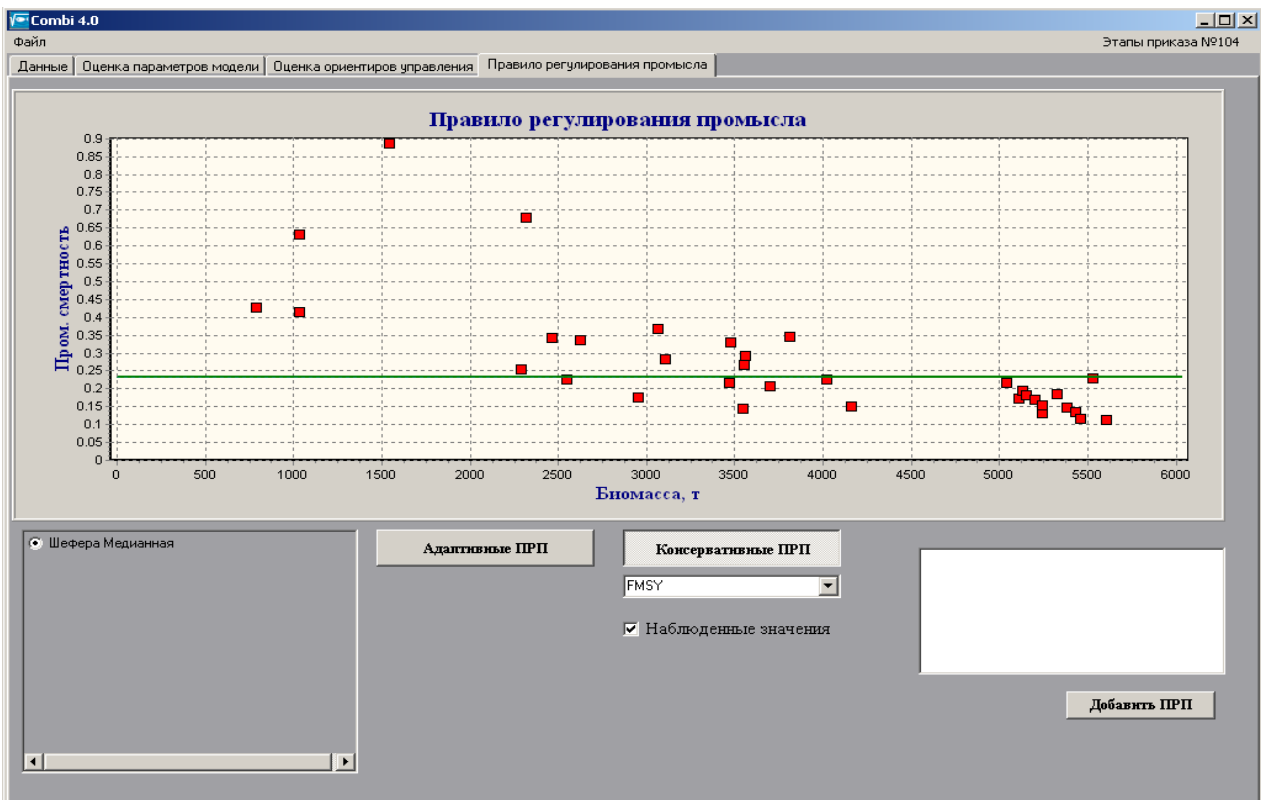 Combi 4.0
Файл
Этапы приказа №104
Данные
Оценка параметров модели
Оценка ориентиров управления
Правило регулирования промысла
Правило регулирования промысла
Пром. смертность
0.9
0.85
0.8
0.75
0.7
0.65
0.6
0.55
0.5
0.45
0.4
0.35
0.3
0.25
0.2
0.15
0.1
0.05
0
0 500 1000 1500 2000 2500 3000 3500 4000 4500 5000 5500 6000
Биомасса, т
Шефера Медианная
Адаптивные ПРП
Консервативные ПРП
FMSY
Наблюденные значения
Добавить ПРП